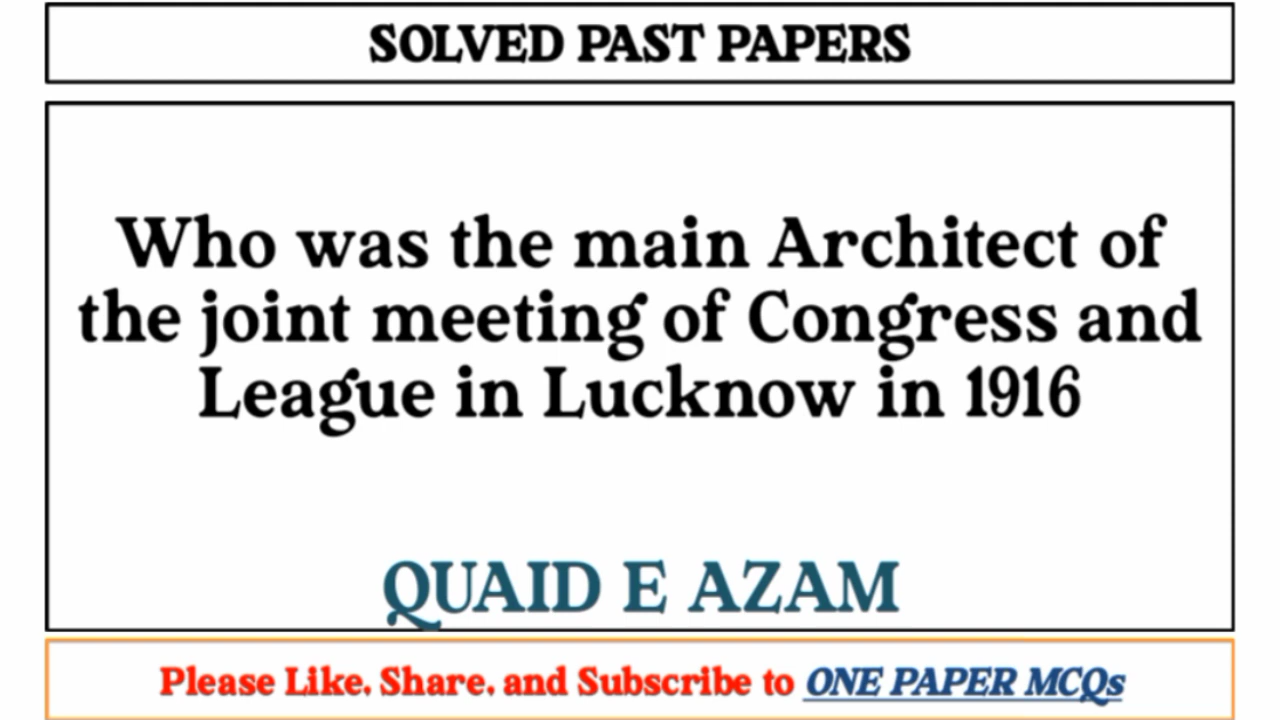 SOLVED PAST PAPERS
Who was the main Architect of
the joint meeting of Congress and
League in Lucknow in 1916
QUAID E AZAM
Please Like. Share. and Subscribe to ONE PAPER MCQs